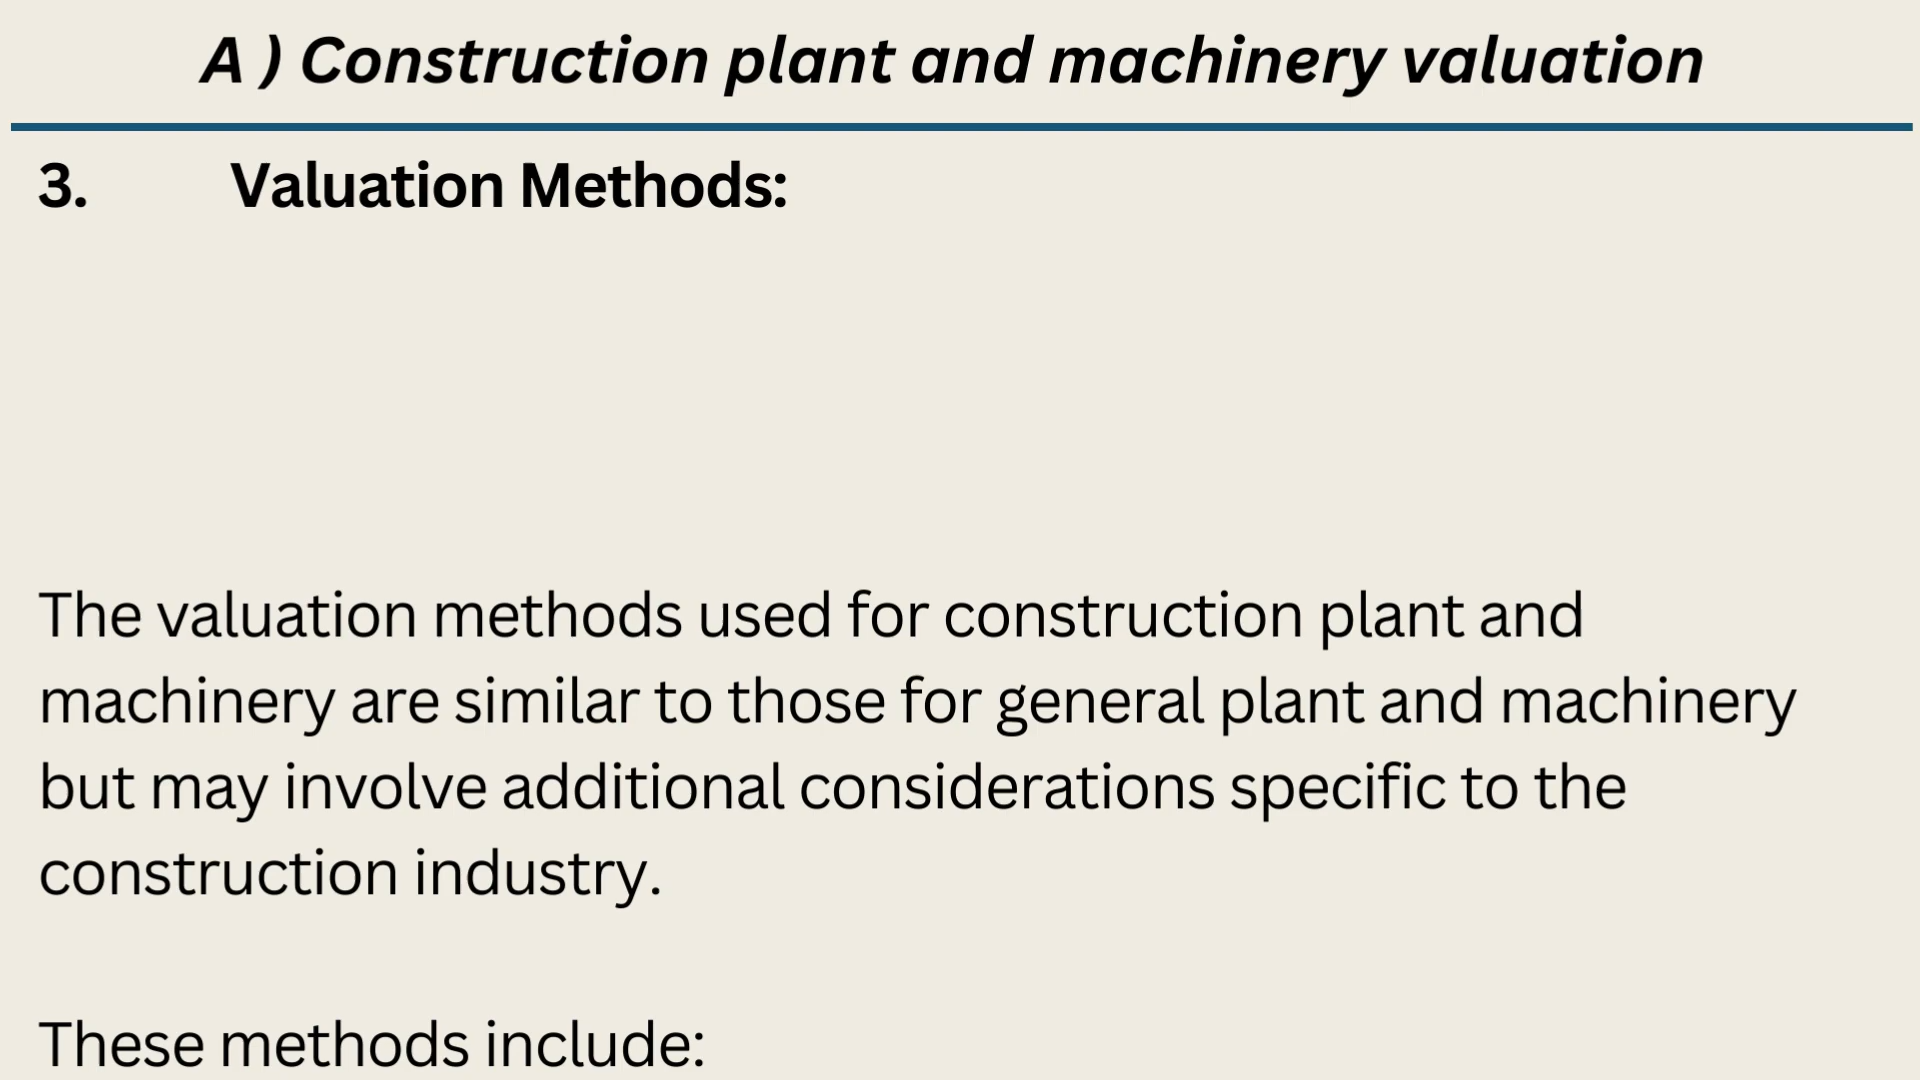 A ) Construction plant and machinery valuation
3. Valuation Methods:
The valuation methods used for construction plant and
machinery are similar to those for general plant and machinery
but may involve additional considerations specific to the
construction industry.
These methods include: